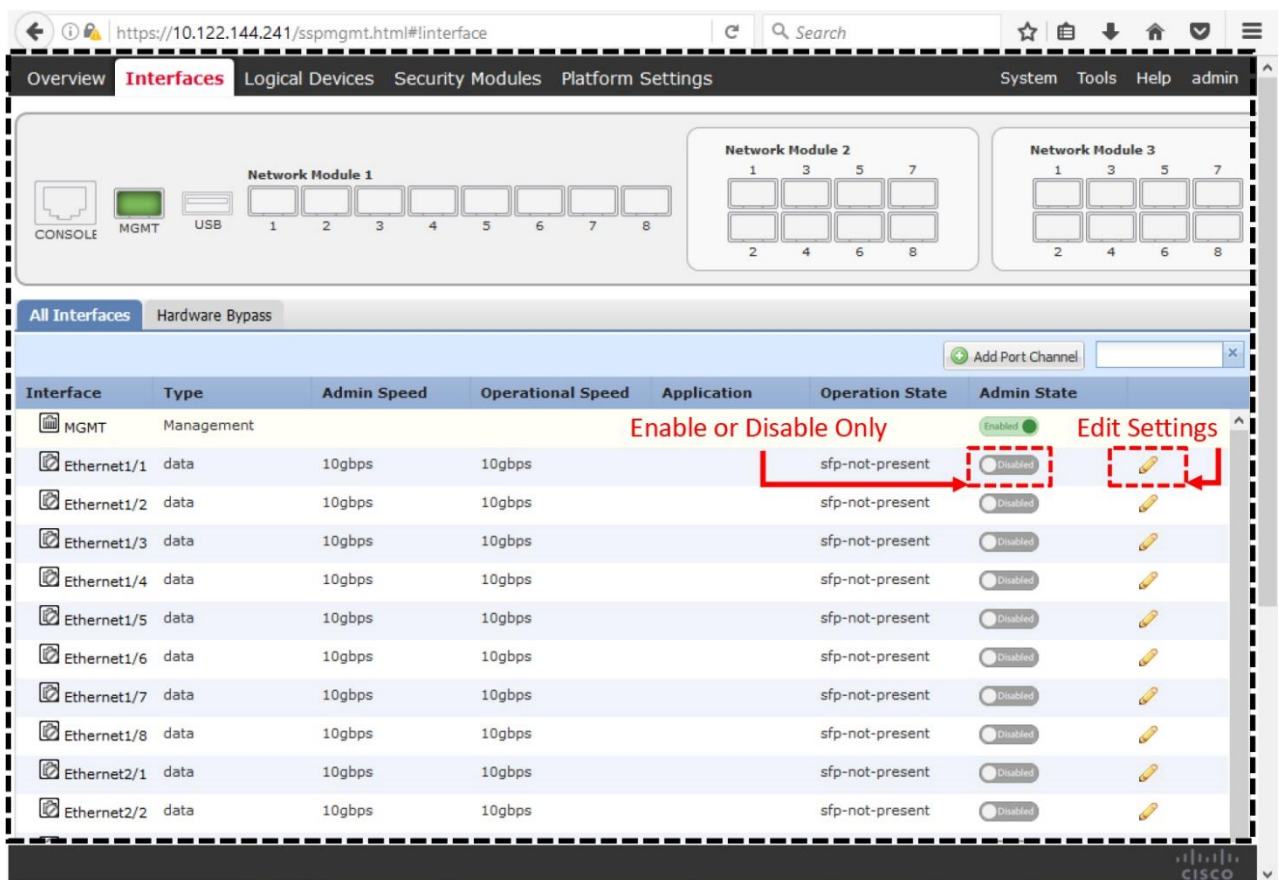 https://10.122.144.241/sspmgmt.html#!interface Search
Overview Interfaces Logical Devices Security Modules Platform Settings System Tools Help admin
Network Module 2 Network Module 3
1 3 5 7 1 3 5 7
Network Module 1
CONSOLE MGMT USB 1 2 3 4 5 6 7 8
2 4 6 8 2 4 6 8
All Interfaces Hardware Bypass
Add Port Channel
Interface Type Admin Speed Operational Speed Application Operation State Admin State
MGMT Management Enabled
Enable or Disable Only Edit Settings
Ethernet1/1 data 10gbps 10gbps sfp-not-present Disabled
Ethernet1/2 data 10gbps 10gbps sfp-not-present Disabled
Ethernet1/3 data 10gbps 10gbps sfp-not-present Disabled
Ethernet1/4 data 10gbps 10gbps sfp-not-present Disabled
Ethernet1/5 data 10gbps 10gbps sfp-not-present Disabled
Ethernet1/6 data 10gbps 10gbps sfp-not-present Disabled
Ethernet1/7 data 10gbps 10gbps sfp-not-present Disabled
Ethernet1/8 data 10gbps 10gbps sfp-not-present Disabled
Ethernet2/1 data 10gbps 10gbps sfp-not-present Disabled
Ethernet2/2 data 10gbps 10gbps sfp-not-present Disabled
CISCO